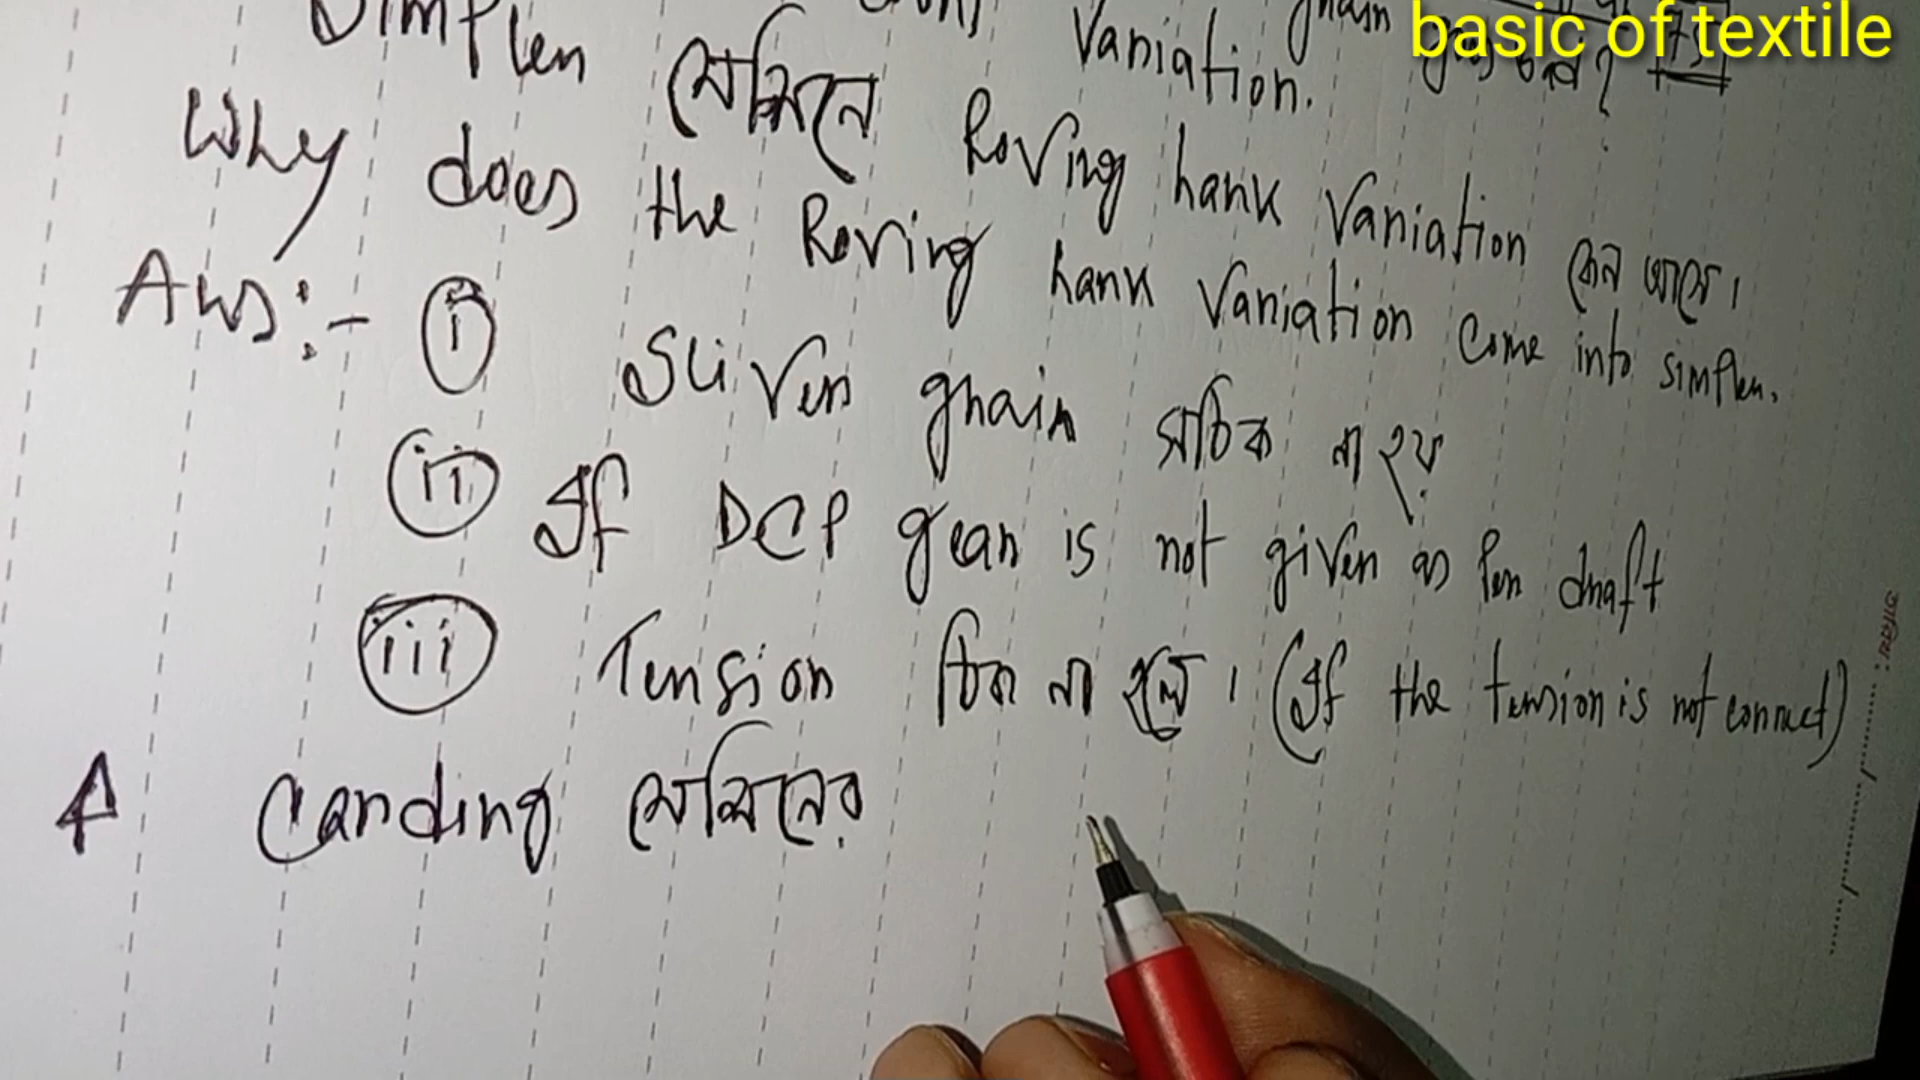 basic of textile
Variation.
Simplex মেশিনে Roving hank Variation কেন আসে।
Why does the Roving hank Variation Come into simplex.
Ans:- i Sliver grain সঠিক না হয়
ii If DCP gear is not given as Per draft
iii Tension ঠিক না হলে। (If the tension is not correct)
Carding মেশিনের